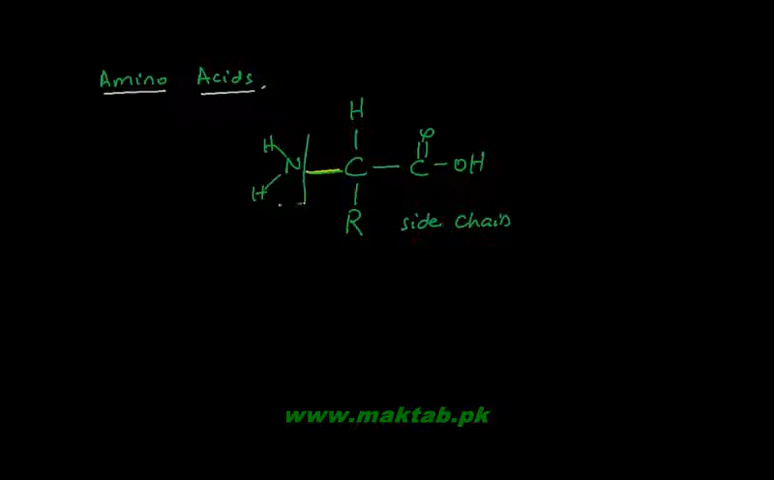 Amino Acids.
H
H
N — C — C — OH
O
H
R side chain
www.maktab.pk